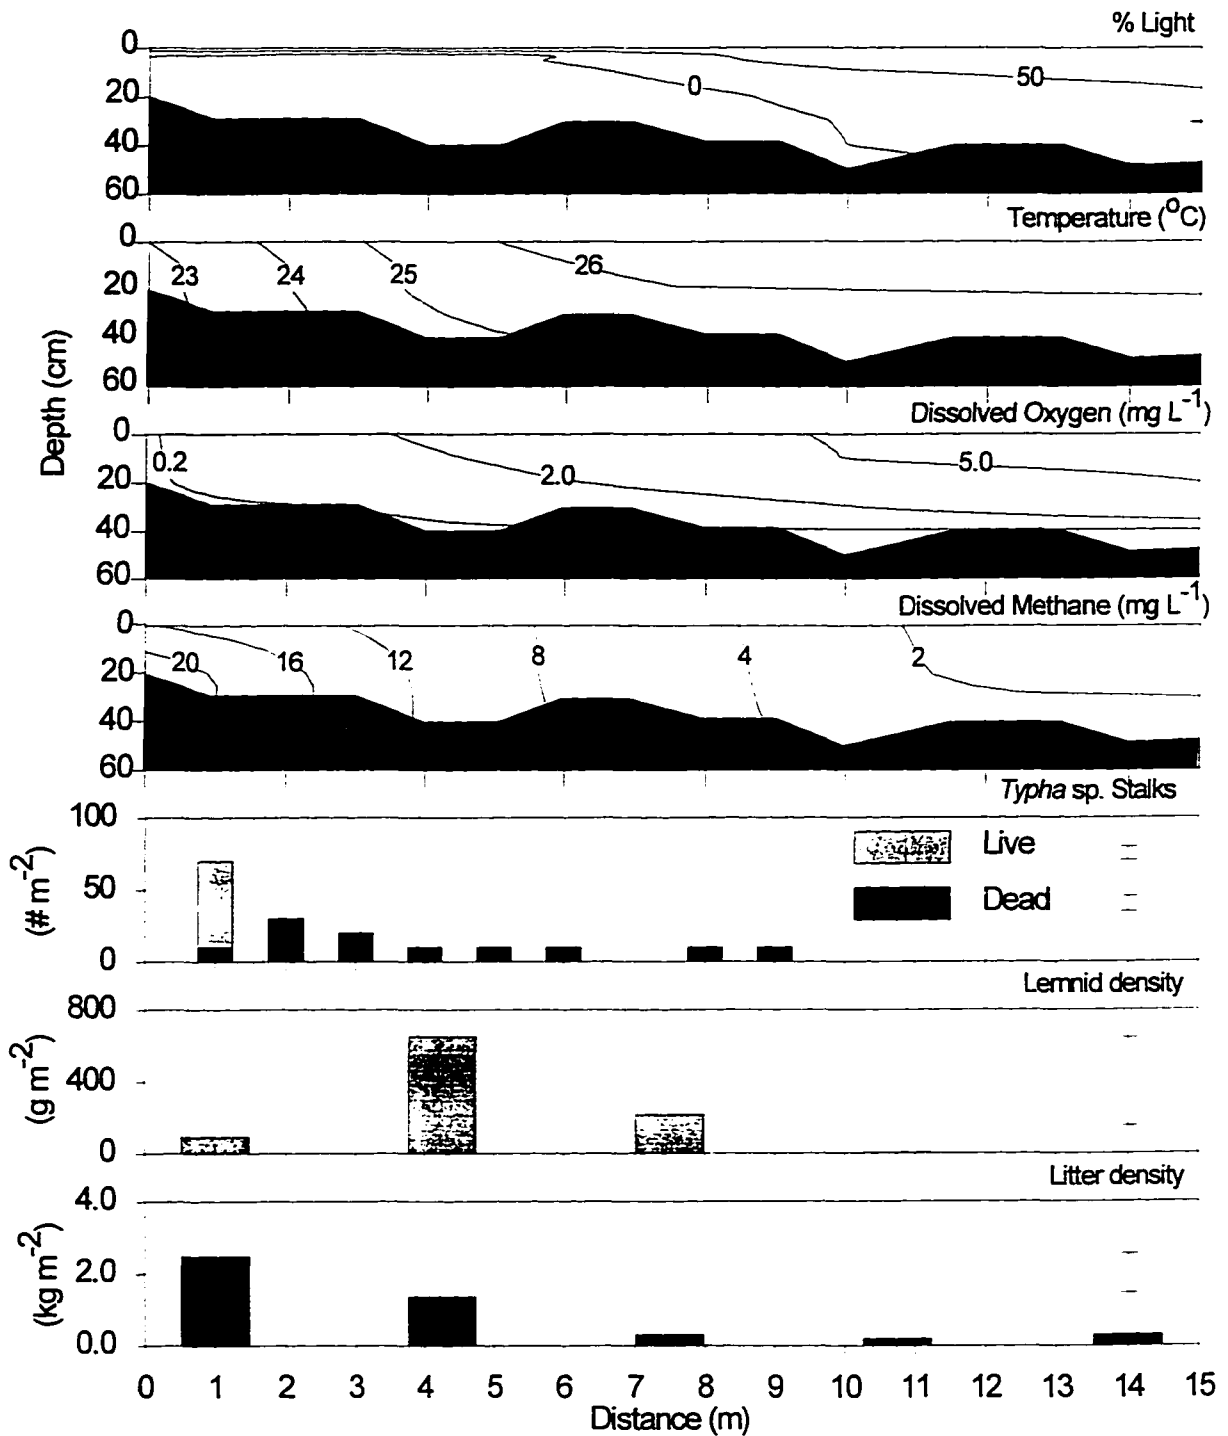 % Light
0
20
40
60
0
50
Temperature (°C)
0
20
40
60
23
24
25
26
Depth (cm)
Dissolved Oxygen (mg L⁻¹)
0
20
40
60
0.2
2.0
5.0
Dissolved Methane (mg L⁻¹)
0
20
40
60
20
16
12
8
4
2
Typha sp. Stalks
100
50
0
(# m⁻²)
Live
Dead
Lemnid density
800
400
0
(g m⁻²)
Litter density
4.0
2.0
0.0
(kg m⁻²)
0 1 2 3 4 5 6 7 8 9 10 11 12 13 14 15
Distance (m)